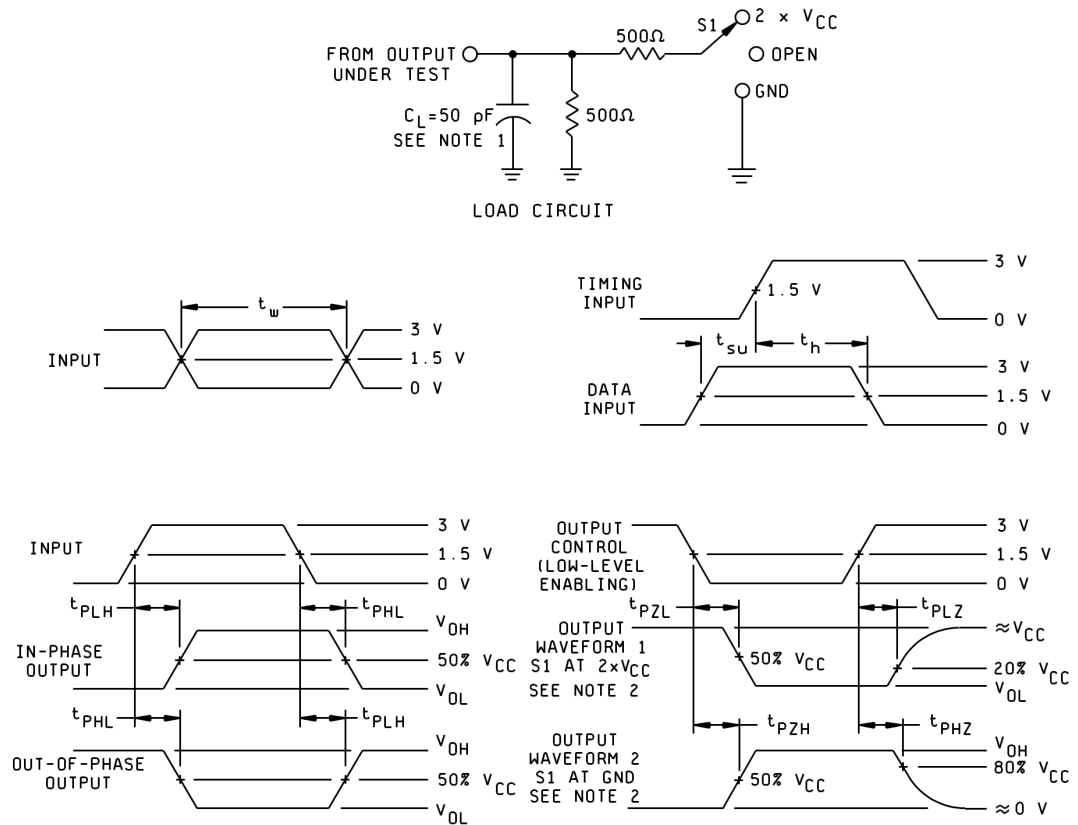 S1
2 × VCC
500Ω
FROM OUTPUT
UNDER TEST
OPEN
GND
CL=50 pF
SEE NOTE 1
500Ω
LOAD CIRCUIT
TIMING
INPUT
3 V
1.5 V
0 V
tw
INPUT
3 V
1.5 V
0 V
tsu
th
DATA
INPUT
3 V
1.5 V
0 V
INPUT
3 V
1.5 V
0 V
tPLH
tPHL
IN-PHASE
OUTPUT
VOH
50% VCC
VOL
tPHL
tPLH
OUT-OF-PHASE
OUTPUT
VOH
50% VCC
VOL
OUTPUT
CONTROL
(LOW-LEVEL
ENABLING)
3 V
1.5 V
0 V
tPZL
tPLZ
OUTPUT
WAVEFORM 1
S1 AT 2×VCC
SEE NOTE 2
50% VCC
≈VCC
20% VCC
VOL
tPZH
tPHZ
OUTPUT
WAVEFORM 2
S1 AT GND
SEE NOTE 2
50% VCC
VOH
80% VCC
≈0 V